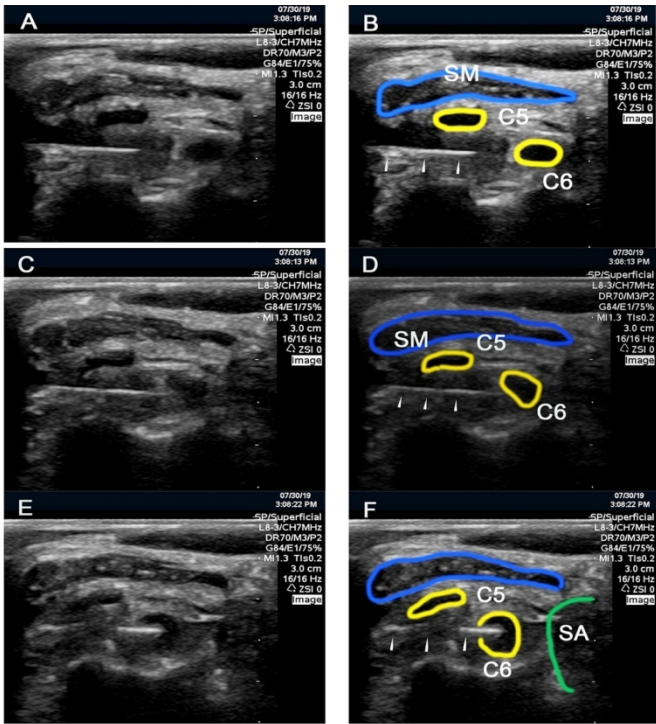 A
07/30/19
3:08:16 PM
SP/Superficial
L8-3/CH7MHz
DR70/M3/P2
G84/E1/75%
MI1.3 TIs0.2
3.0 cm
16/16 Hz
ZSI 0
Image
B
07/30/19
3:08:16 PM
SP/Superficial
L8-3/CH7MHz
DR70/M3/P2
G84/E1/75%
MI1.3 TIs0.2
3.0 cm
16/16 Hz
ZSI 0
Image
SM
C5
C6
C
07/30/19
3:08:13 PM
SP/Superficial
L8-3/CH7MHz
DR70/M3/P2
G84/E1/75%
MI1.3 TIs0.2
3.0 cm
16/16 Hz
ZSI 0
Image
D
07/30/19
3:08:13 PM
SP/Superficial
L8-3/CH7MHz
DR70/M3/P2
G84/E1/75%
MI1.3 TIs0.2
3.0 cm
16/16 Hz
ZSI 0
Image
SM
C5
C6
E
07/30/19
3:08:22 PM
SP/Superficial
L8-3/CH7MHz
DR70/M3/P2
G84/E1/75%
MI1.3 TIs0.2
3.0 cm
16/16 Hz
ZSI 0
Image
F
07/30/19
3:08:22 PM
SP/Superficial
L8-3/CH7MHz
DR70/M3/P2
G84/E1/75%
MI1.3 TIs0.2
3.0 cm
16/16 Hz
ZSI 0
Image
C5
SA
C6